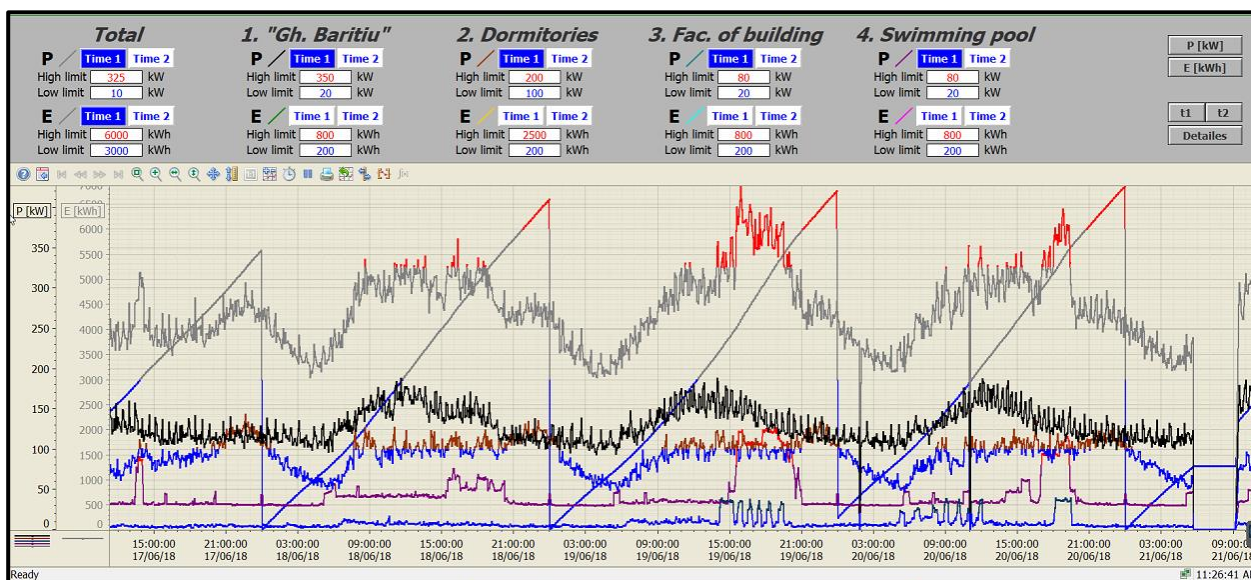 Total 1. "Gh. Baritiu" 2. Dormitories 3. Fac. of building 4. Swimming pool
P Time 1 Time 2 P Time 1 Time 2 P Time 1 Time 2 P Time 1 Time 2 P Time 1 Time 2 P [kW]
High limit 325 kW High limit 350 kW High limit 200 kW High limit 80 kW High limit 80 kW E [kWh]
Low limit 10 kW Low limit 20 kW Low limit 100 kW Low limit 20 kW Low limit 20 kW
E Time 1 Time 2 E Time 1 Time 2 E Time 1 Time 2 E Time 1 Time 2 E Time 1 Time 2 t1 t2
High limit 6000 kWh High limit 800 kWh High limit 2500 kWh High limit 800 kWh High limit 800 kWh Detailes
Low limit 3000 kWh Low limit 200 kWh Low limit 200 kWh Low limit 200 kWh Low limit 200 kWh
7000
P [kW] E [kWh]
6000
350
5500
300 5000
4500
250 4000
3500
200 3000
2500
150 2000
100 1500
1000
50 500
0 0
15:00:00 21:00:00 03:00:00 09:00:00 15:00:00 21:00:00 03:00:00 09:00:00 15:00:00 21:00:00 03:00:00 09:00:00 15:00:00 21:00:00 03:00:00 09:00:00
17/06/18 17/06/18 18/06/18 18/06/18 18/06/18 18/06/18 19/06/18 19/06/18 19/06/18 19/06/18 20/06/18 20/06/18 20/06/18 20/06/18 21/06/18 21/06/18
Ready 11:26:41 AM